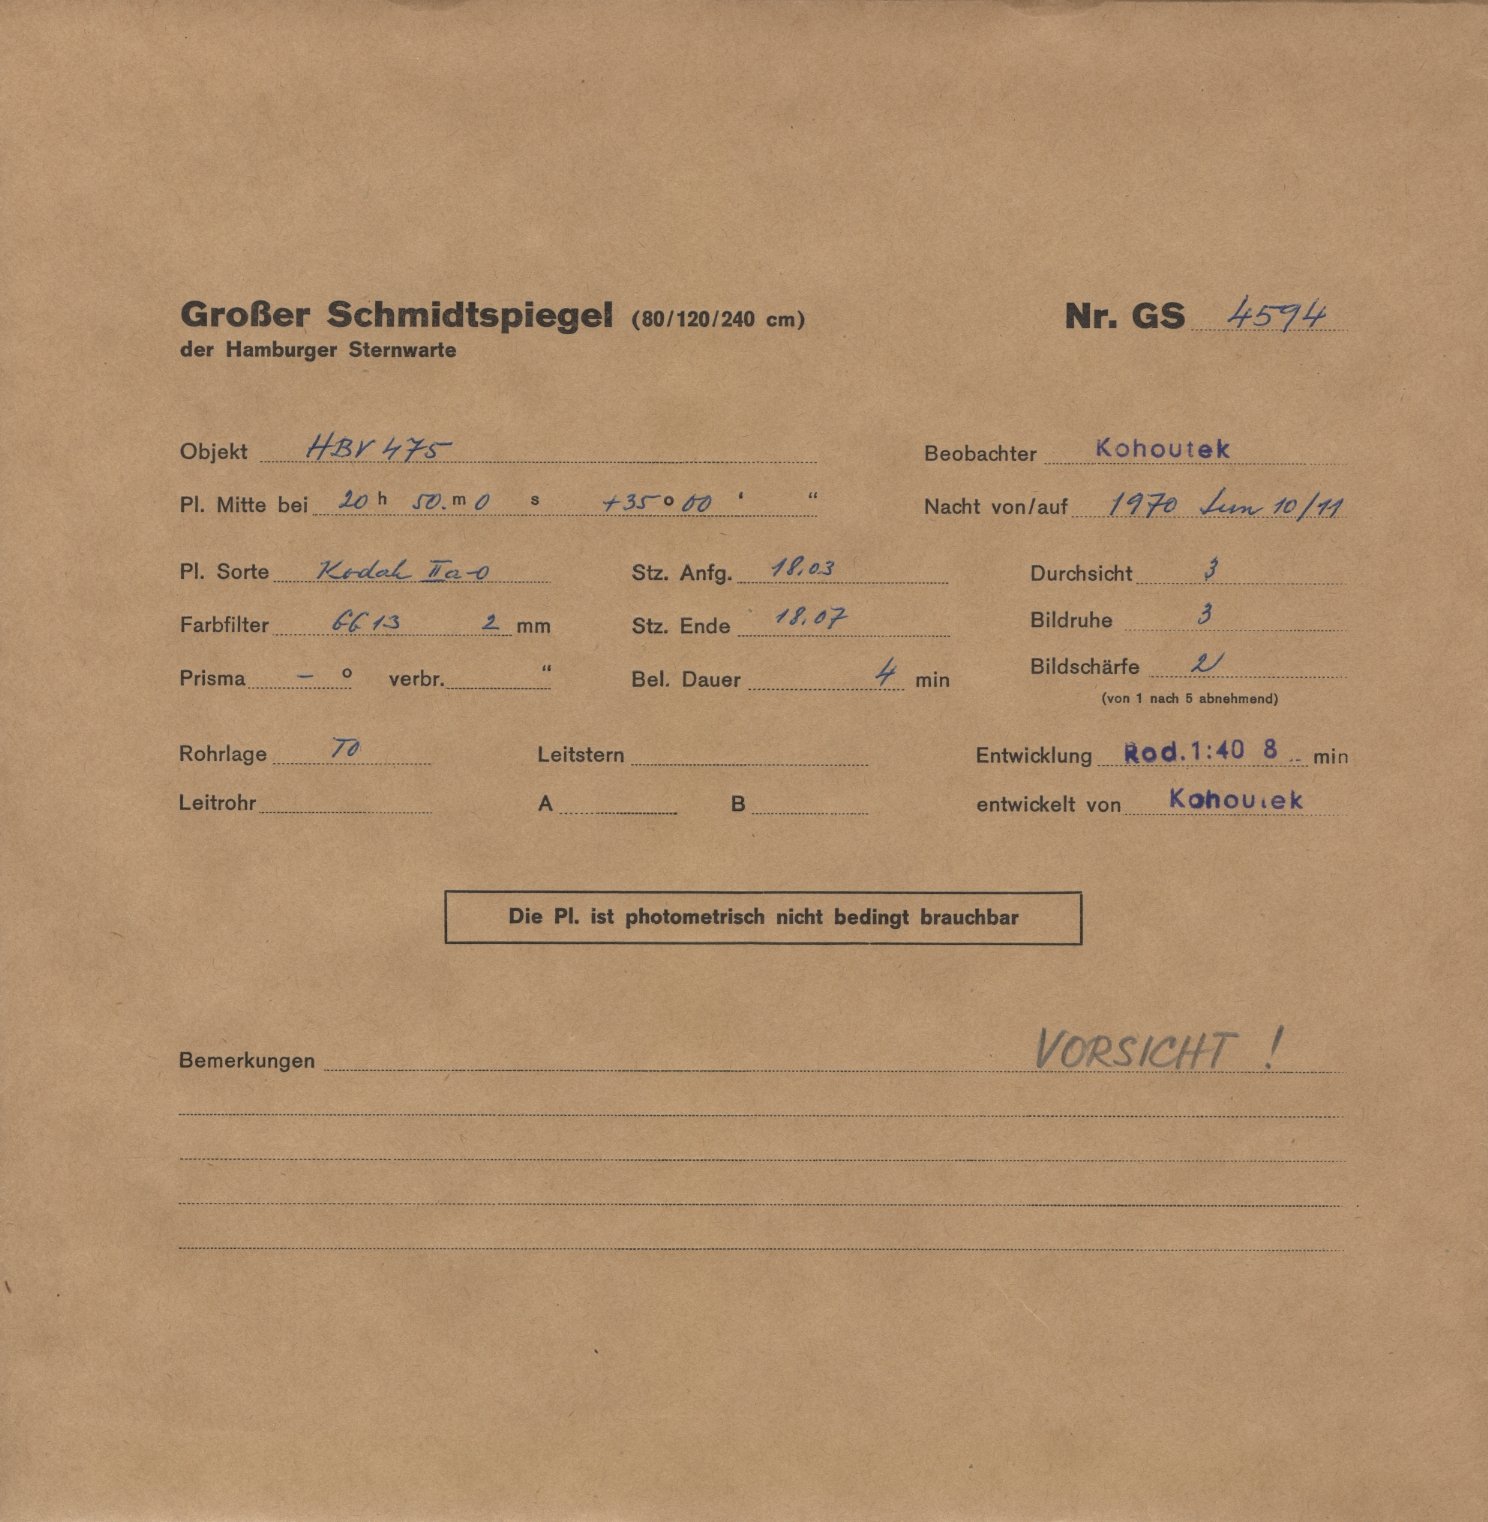 Großer Schmidtspiegel (80/120/240 cm) Nr. GS 4594
der Hamburger Sternwarte
Objekt HBV 475 Beobachter Kohoutek
Pl. Mitte bei 20 h 50. m 0 s +35 o 00 ‘ “ Nacht von/auf 1970 10/11
Pl. Sorte Kodak IIa-O Stz. Anfg. 18.03 Durchsicht 3
Farbfilter GG 13 2 mm Stz. Ende 18.07 Bildruhe 3
Prisma – o verbr. “ Bel. Dauer 4 min Bildschärfe 2
(von 1 nach 5 abnehmend)
Rohrlage TO Leitstern Entwicklung Rod. 1:40 8 min
Leitrohr A B entwickelt von Kohoutek
Die Pl. ist photometrisch nicht bedingt brauchbar
Bemerkungen VORSICHT !